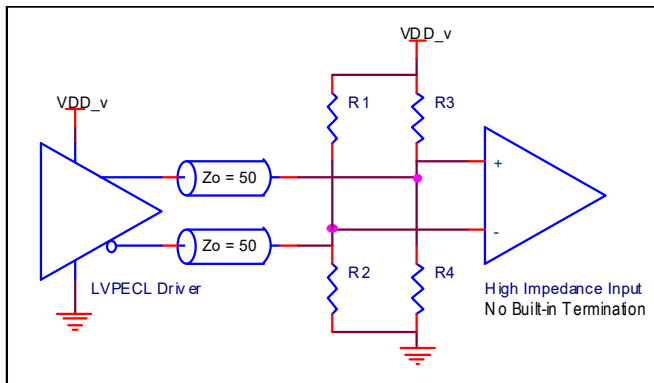 VDD_v
VDD_v
R1
R3
Zo = 50
+
Zo = 50
-
R2
R4
LVPECL Driver
High Impedance Input
No Built-in Termination